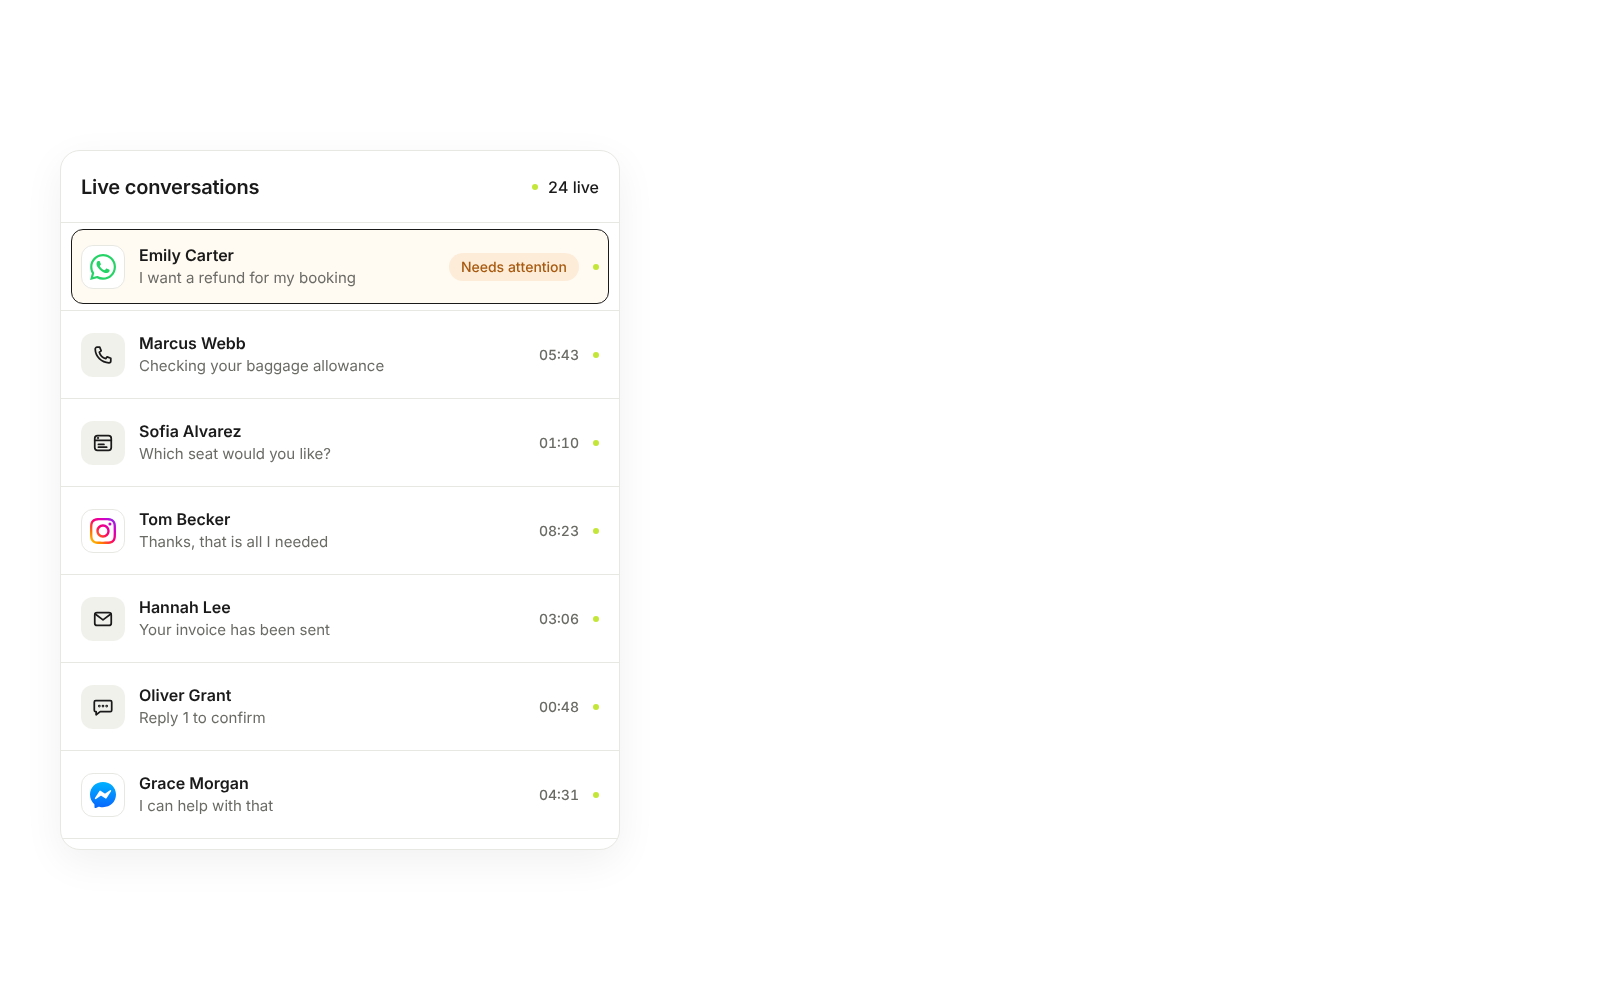 Live conversations
24 live
Emily Carter
I want a refund for my booking
Needs attention
Marcus Webb
Checking your baggage allowance
05:43
Sofia Alvarez
Which seat would you like?
01:10
Tom Becker
Thanks, that is all I needed
08:23
Hannah Lee
Your invoice has been sent
03:06
Oliver Grant
Reply 1 to confirm
00:48
Grace Morgan
I can help with that
04:31